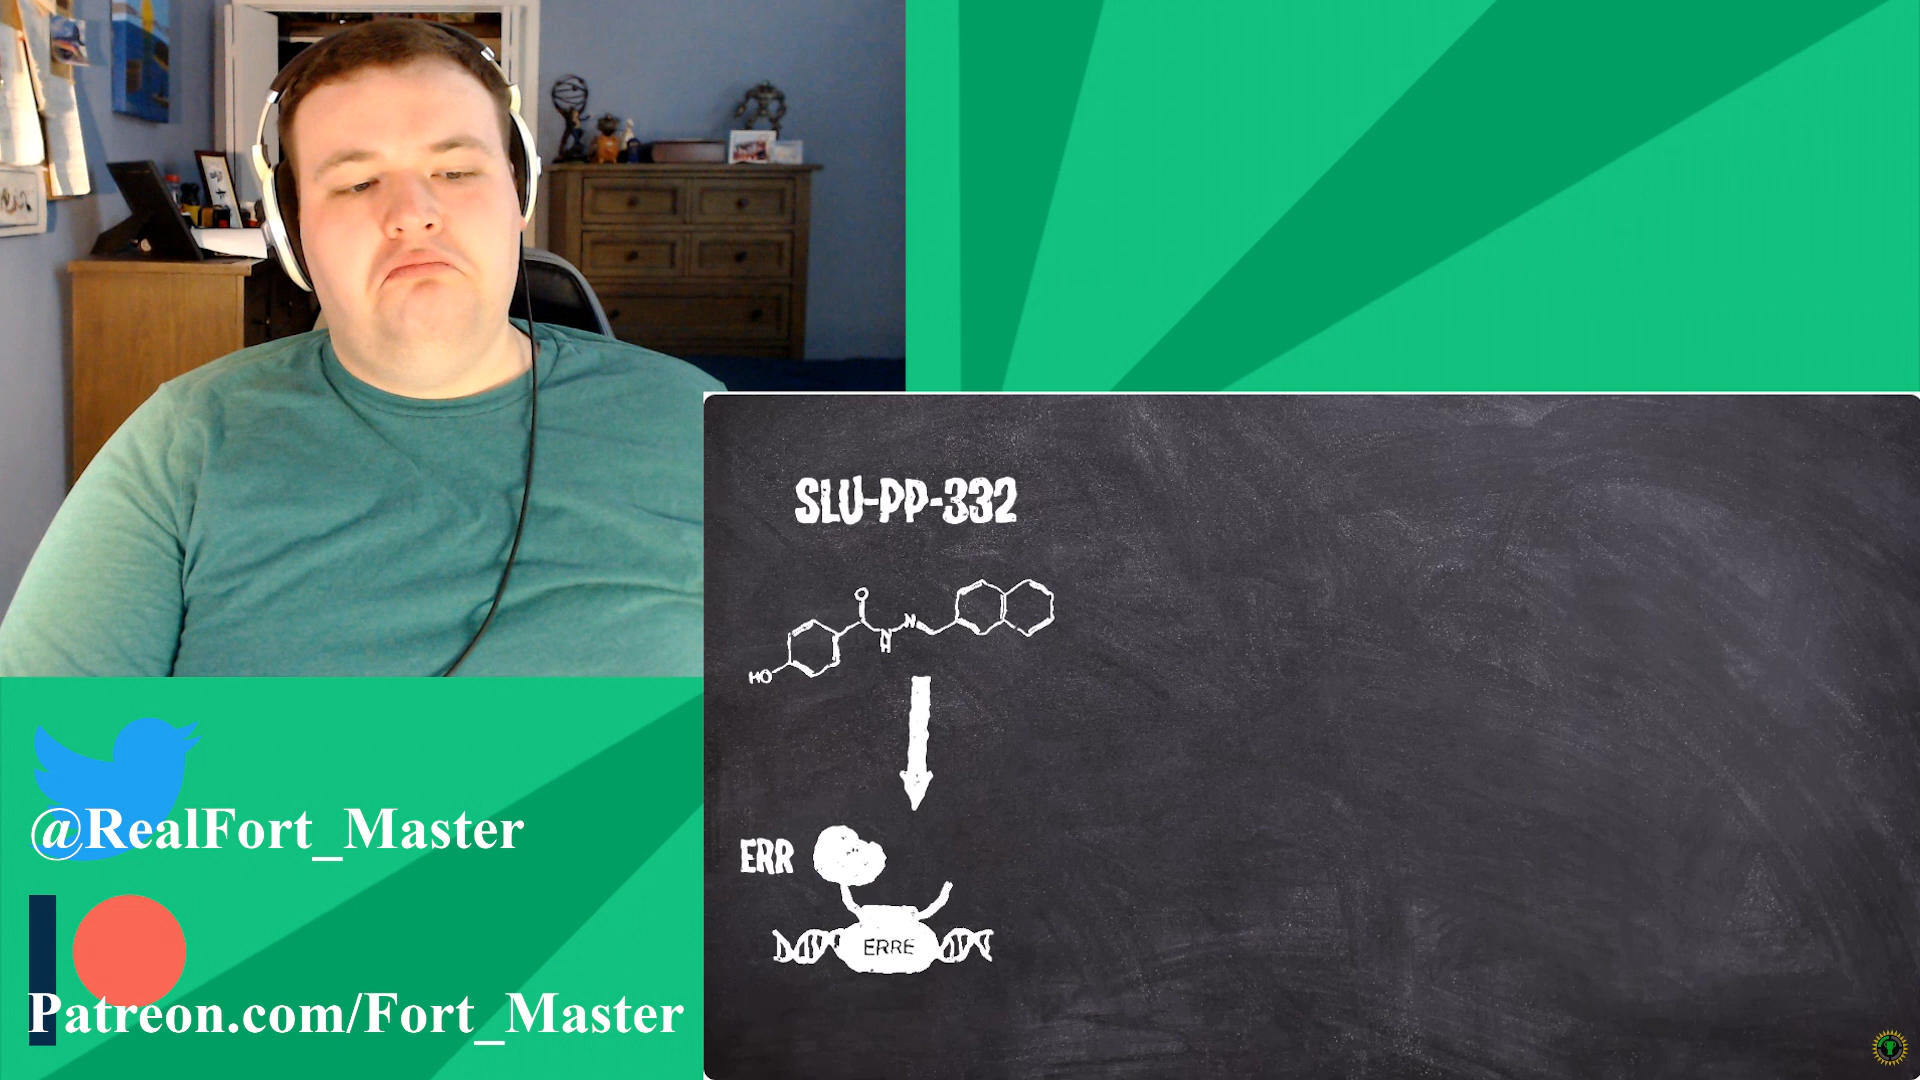 SLU-PP-332
O
N
H
N
HO
ERR
ERRE
@RealFort_Master
Patreon.com/Fort_Master